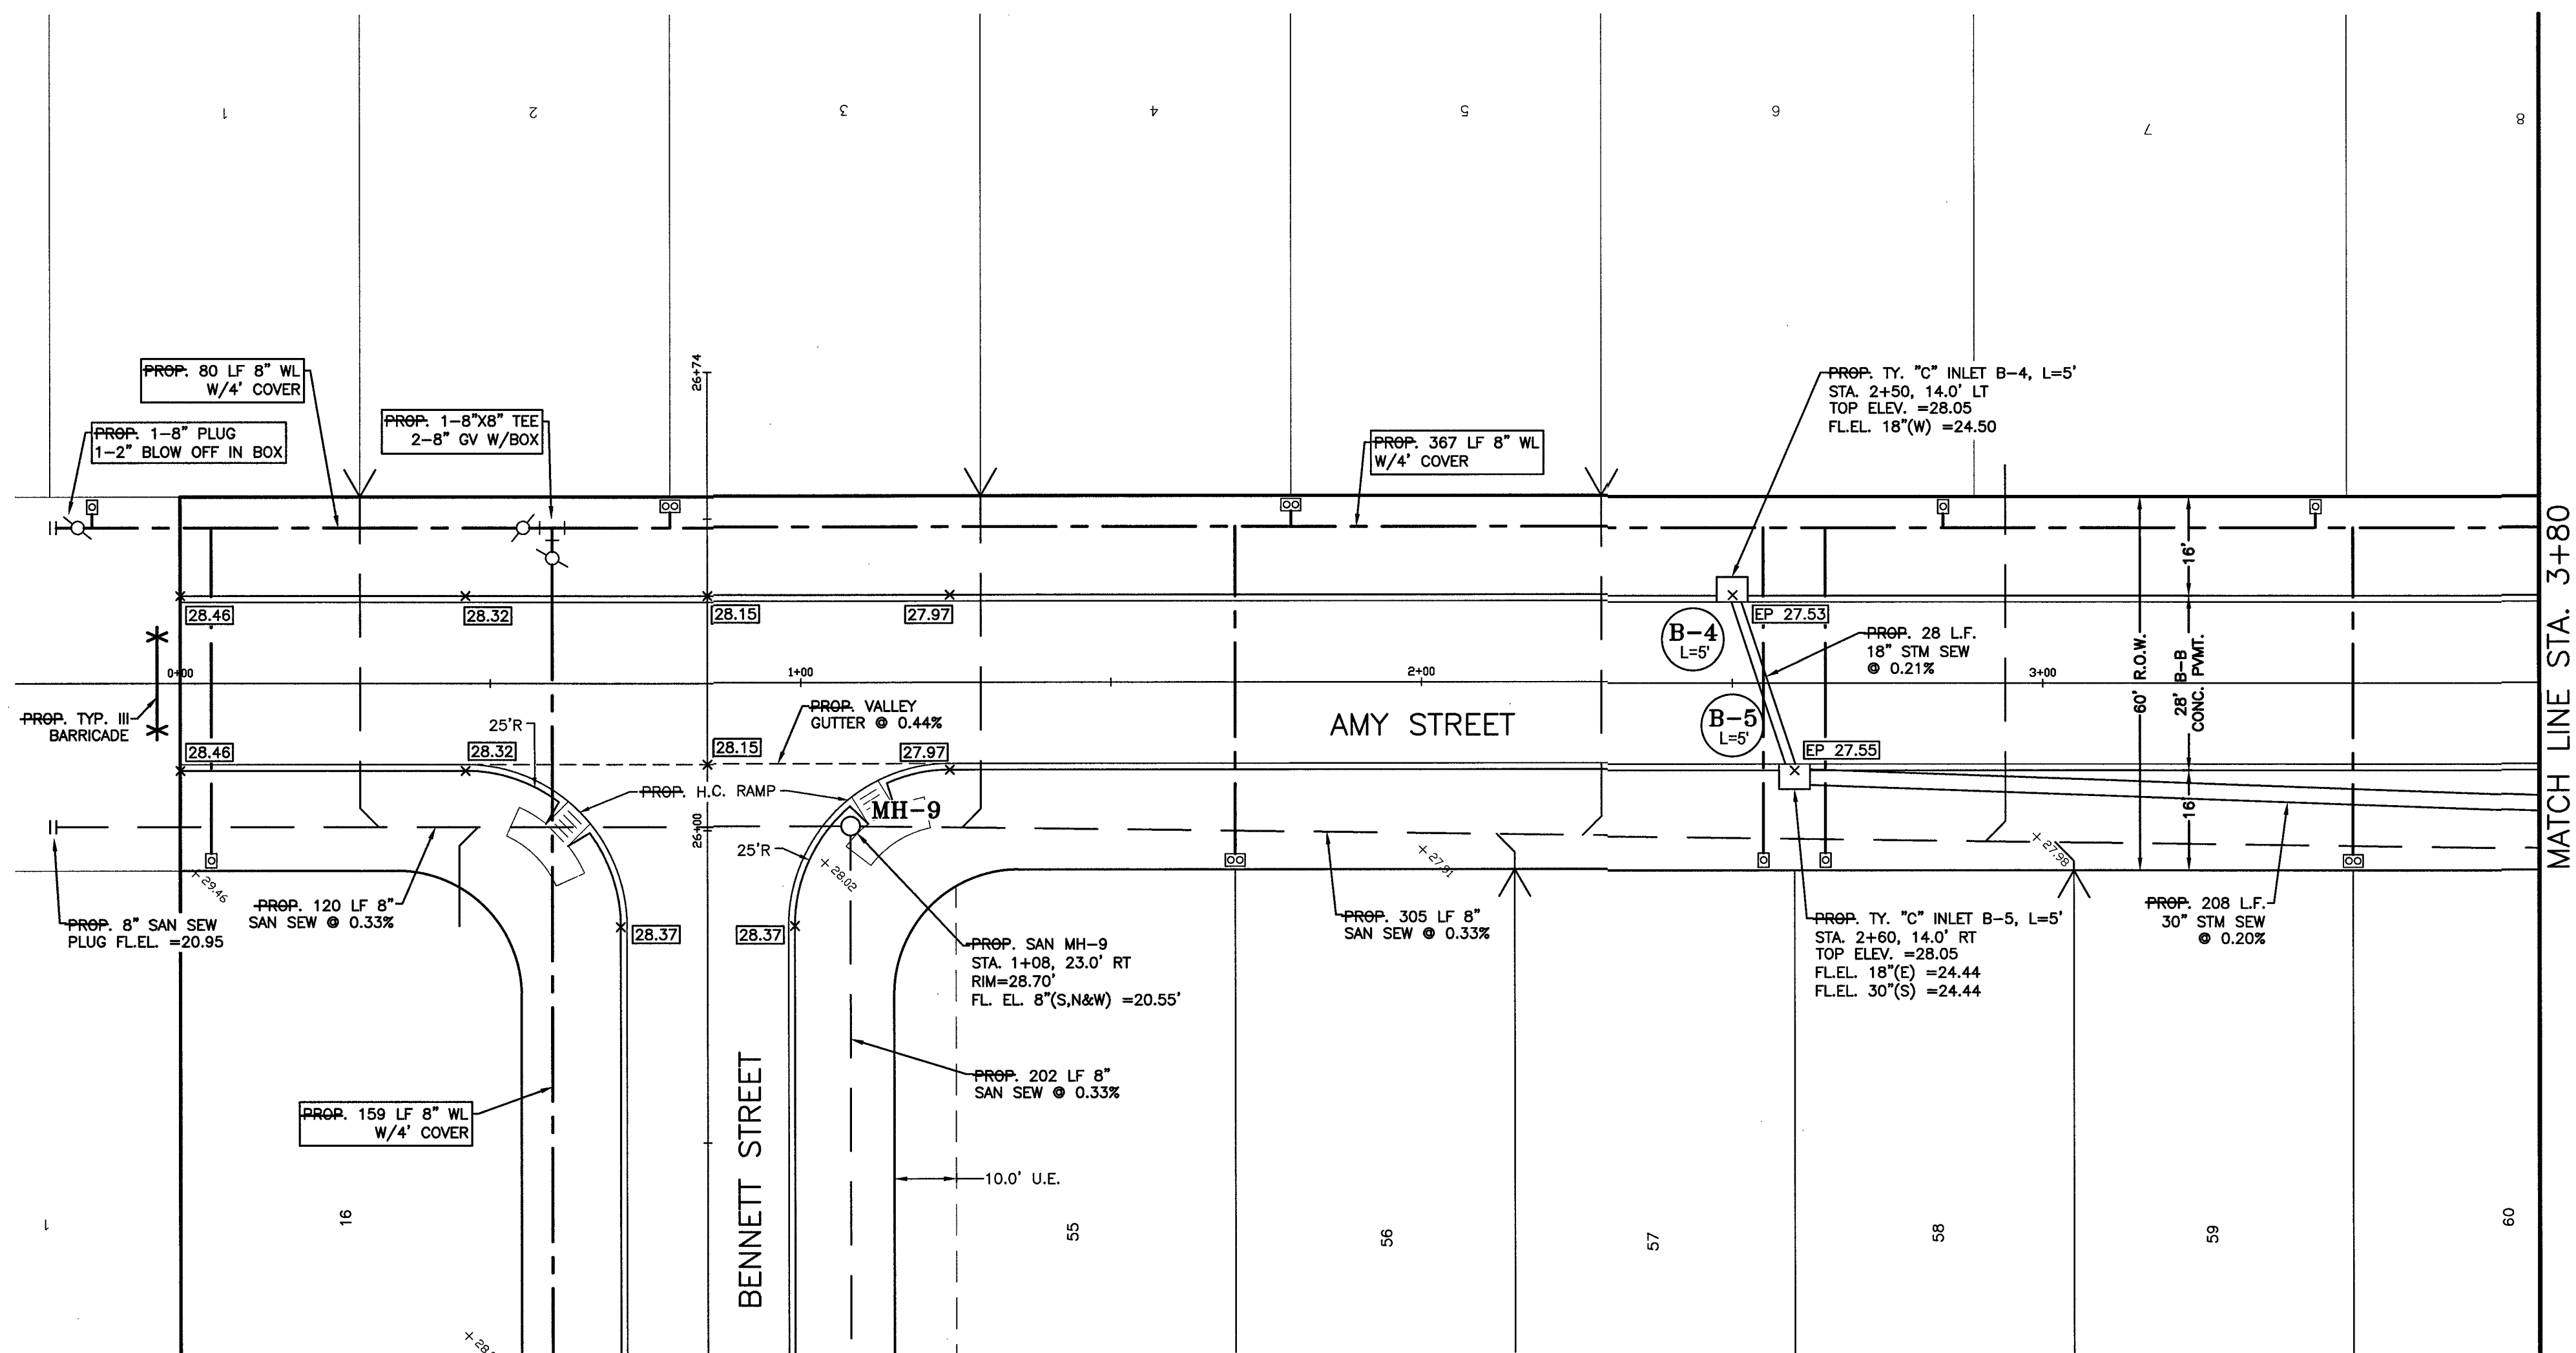 1
2
3
4
5
6
7
8
PROP. 80 LF 8" WL
W/4' COVER
PROP. 1-8" PLUG
1-2" BLOW OFF IN BOX
PROP. 1-8"X8" TEE
2-8" GV W/BOX
26+74
PROP. 367 LF 8" WL
W/4' COVER
PROP. TY. "C" INLET B-4, L=5'
STA. 2+50, 14.0' LT
TOP ELEV. =28.05
FL.EL. 18"(W) =24.50
MATCH LINE STA. 3+80
28.46
28.32
28.15
27.97
EP 27.53
B-4
L=5'
PROP. 28 L.F.
18" STM SEW
@ 0.21%
16'
60' R.O.W.
28' B-B
CONC. PVMT.
16'
0+00
1+00
2+00
3+00
PROP. TYP. III
BARRICADE
25'R
PROP. VALLEY
GUTTER @ 0.44%
AMY STREET
B-5
L=5'
28.46
28.32
28.15
27.97
EP 27.55
PROP. H.C. RAMP
MH-9
26+00
25'R
28.02
27.91
27.98
29.46
PROP. 8" SAN SEW
PLUG FL.EL. =20.95
PROP. 120 LF 8"
SAN SEW @ 0.33%
28.37
28.37
PROP. SAN MH-9
STA. 1+08, 23.0' RT
RIM=28.70'
FL. EL. 8"(S,N&W) =20.55'
PROP. 305 LF 8"
SAN SEW @ 0.33%
PROP. TY. "C" INLET B-5, L=5'
STA. 2+60, 14.0' RT
TOP ELEV. =28.05
FL.EL. 18"(E) =24.44
FL.EL. 30"(S) =24.44
PROP. 208 L.F.
30" STM SEW
@ 0.20%
PROP. 202 LF 8"
SAN SEW @ 0.33%
PROP. 159 LF 8" WL
W/4' COVER
BENNETT STREET
10.0' U.E.
1
16
55
56
57
58
59
60